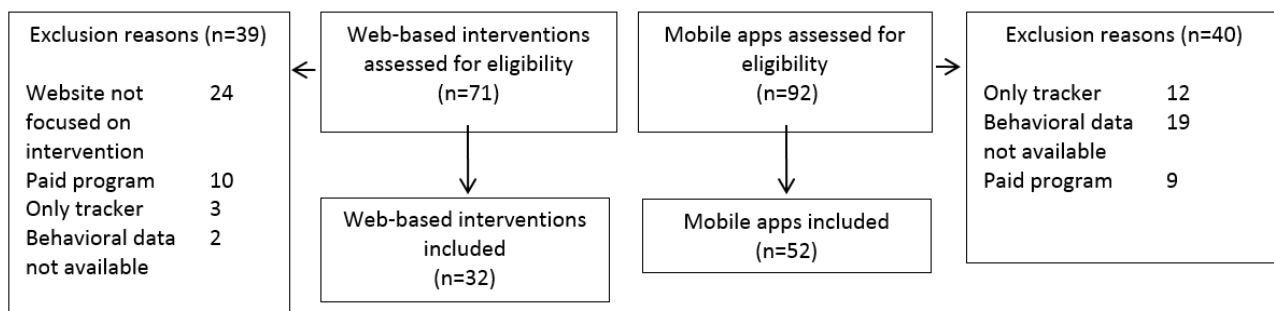 Exclusion reasons (n=39)
Website not 24
focused on
intervention
Paid program 10
Only tracker 3
Behavioral data 2
not available
Web-based interventions
assessed for eligibility
(n=71)
Web-based interventions
included
(n=32)
Mobile apps assessed for
eligibility
(n=92)
Mobile apps included
(n=52)
Exclusion reasons (n=40)
Only tracker 12
Behavioral data 19
not available
Paid program 9